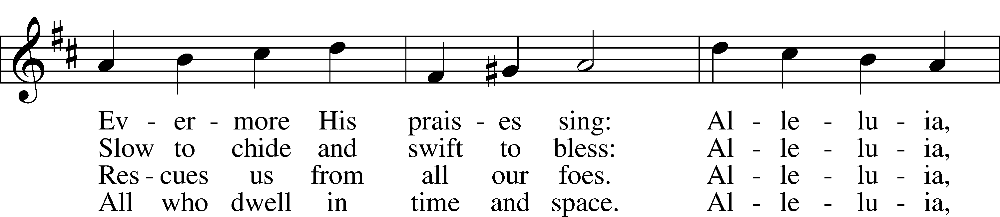 Ev - er - more His prais - es sing: Al - le - lu - ia,
Slow to chide and swift to bless: Al - le - lu - ia,
Res - cues us from all our foes. Al - le - lu - ia,
All who dwell in time and space. Al - le - lu - ia,